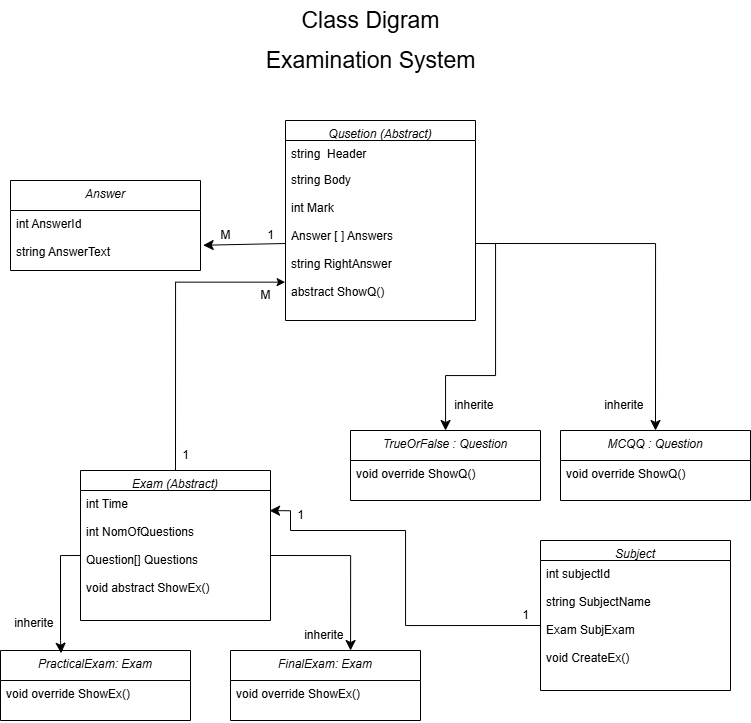 Class Digram
Examination System
Qusetion (Abstract)
string  Header
string Body
int Mark
Answer [ ] Answers
string RightAnswer
abstract ShowQ()
Answer
int AnswerId
string AnswerText
M
1
M
1
inherite
inherite
TrueOrFalse : Question
void override ShowQ()
MCQQ : Question
void override ShowQ()
Exam (Abstract)
int Time
int NomOfQuestions
Question[] Questions
void abstract ShowEx()
1
1
Subject
int subjectId
string SubjectName
Exam SubjExam
void CreateEx()
inherite
inherite
PracticalExam: Exam
void override ShowEx()
FinalExam: Exam
void override ShowEx()